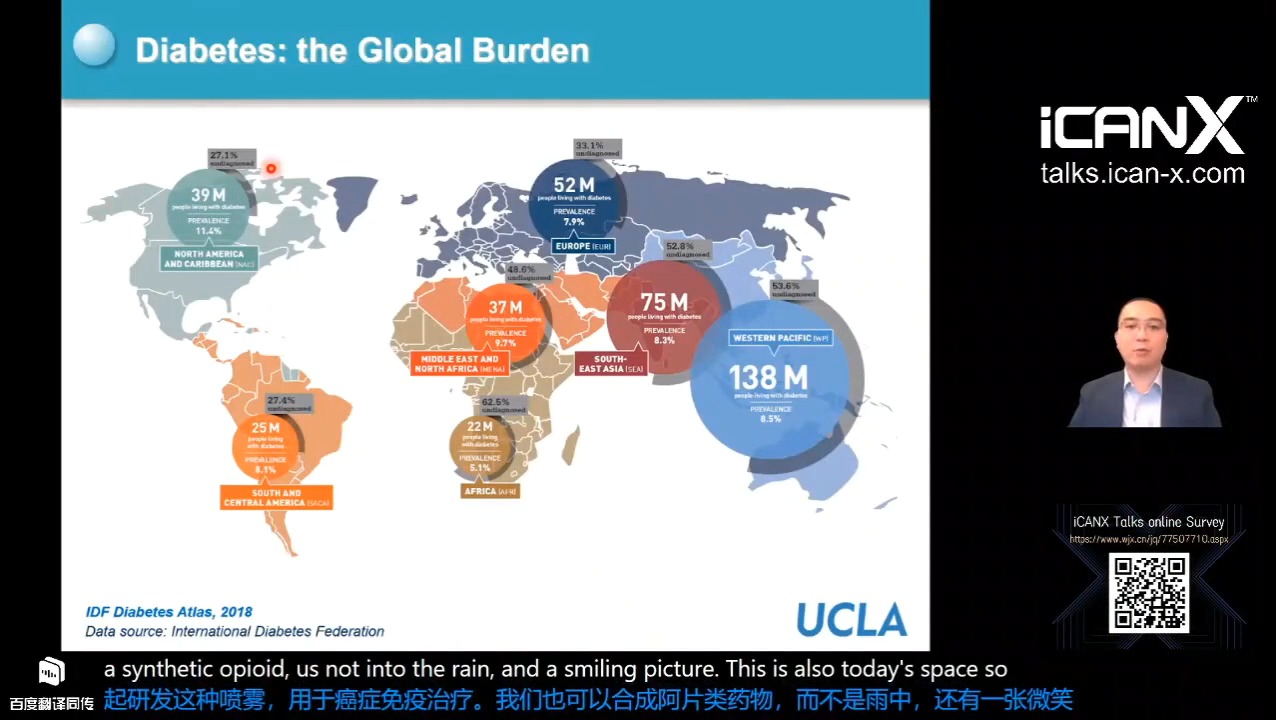 Diabetes: the Global Burden
27.1%
undiagnosed
39 M
people living with diabetes
PREVALENCE
11.4%
NORTH AMERICA
AND CARIBBEAN (NAC)
33.1%
undiagnosed
52 M
people living with diabetes
PREVALENCE
7.9%
EUROPE (EUR)
48.6%
undiagnosed
37 M
people living with diabetes
PREVALENCE
9.7%
MIDDLE EAST AND
NORTH AFRICA (MENA)
52.8%
undiagnosed
75 M
people living with diabetes
PREVALENCE
8.3%
SOUTH-
EAST ASIA (SEA)
53.6%
undiagnosed
WESTERN PACIFIC (WP)
138 M
people living with diabetes
PREVALENCE
8.5%
27.4%
undiagnosed
25 M
people living
with diabetes
PREVALENCE
8.1%
SOUTH AND
CENTRAL AMERICA (SACA)
62.5%
undiagnosed
22 M
people living
with diabetes
PREVALENCE
5.1%
AFRICA (AFR)
IDF Diabetes Atlas, 2018
Data source: International Diabetes Federation
UCLA
iCANX™
talks.ican-x.com
iCANX Talks online Survey
https://www.wjx.cn/jq/77507710.aspx
百度翻译同传
a synthetic opioid, us not into the rain, and a smiling picture. This is also today's space so
起研发这种喷雾，用于癌症免疫治疗。我们也可以合成阿片类药物，而不是雨中，还有一张微笑